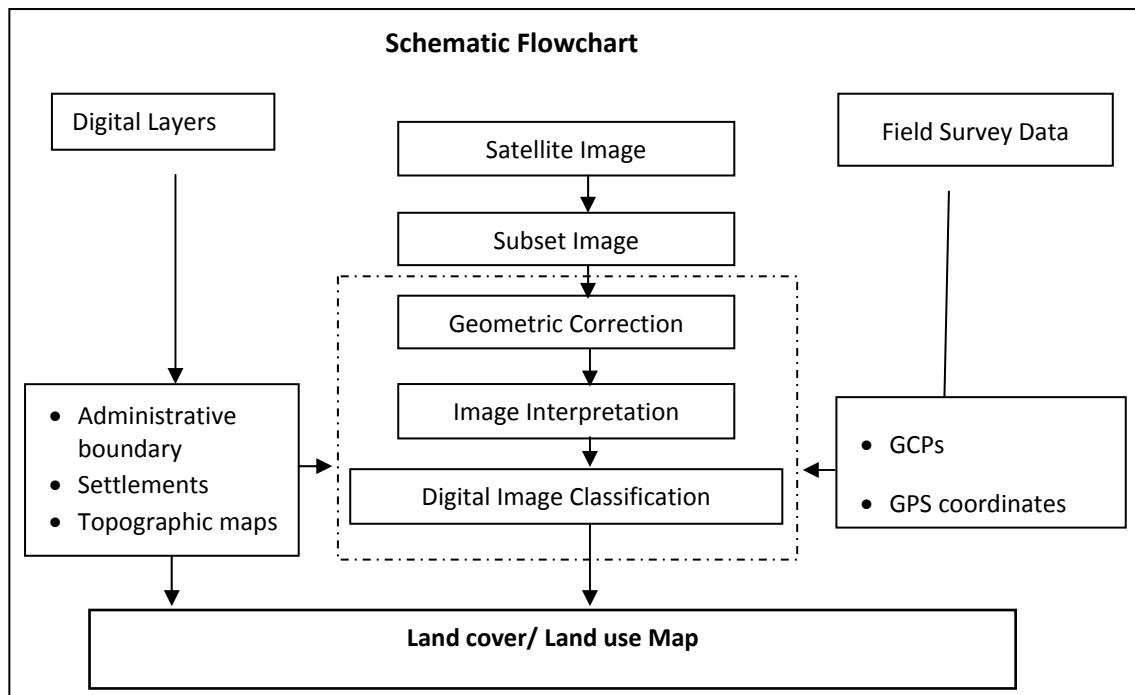 Schematic Flowchart
Digital Layers
Satellite Image
Field Survey Data
Subset Image
Geometric Correction
Image Interpretation
Digital Image Classification
• Administrative
boundary
• Settlements
• Topographic maps
• GCPs
• GPS coordinates
Land cover/ Land use Map